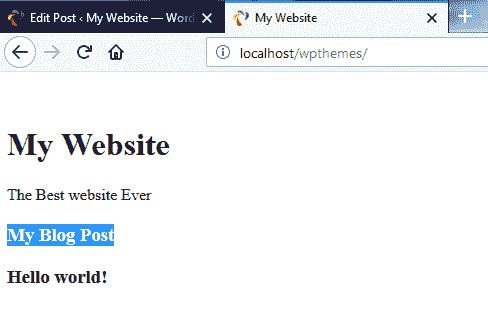 Edit Post ‹ My Website — Word
My Website
localhost/wpthemes/
My Website
The Best website Ever
My Blog Post
Hello world!